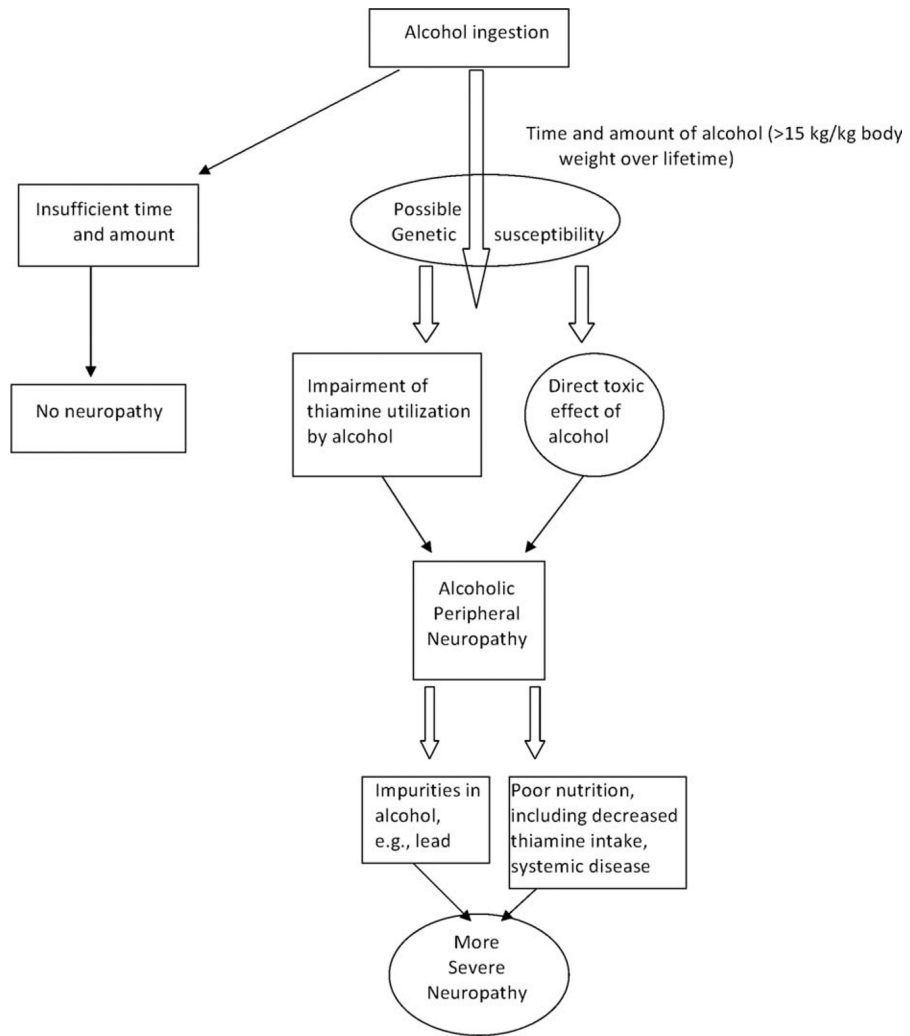 Alcohol ingestion
Time and amount of alcohol (>15 kg/kg body
weight over lifetime)
Insufficient time
and amount
Possible
Genetic susceptibility
No neuropathy
Impairment of
thiamine utilization
by alcohol
Direct toxic
effect of
alcohol
Alcoholic
Peripheral
Neuropathy
Impurities in
alcohol,
e.g., lead
Poor nutrition,
including decreased
thiamine intake,
systemic disease
More
Severe
Neuropathy